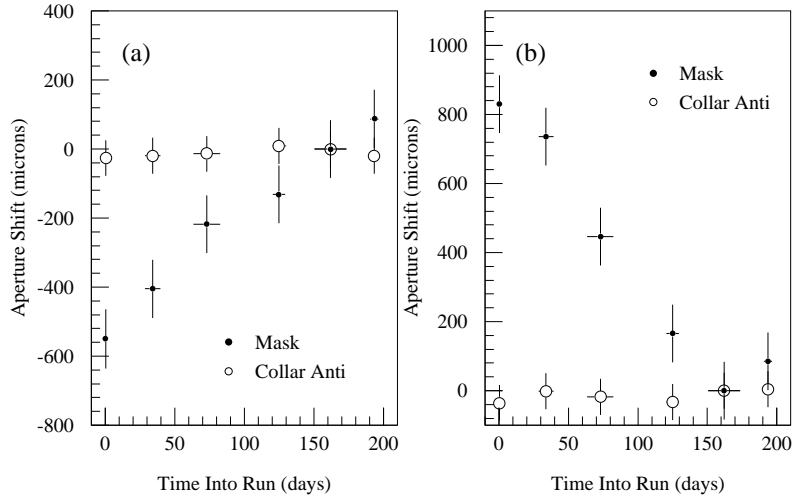 400
200
0
-200
-400
-600
-800
Aperture Shift (microns)
(a)
Mask
Collar Anti
0 50 100 150 200
Time Into Run (days)
1000
800
600
400
200
0
Aperture Shift (microns)
(b)
Mask
Collar Anti
0 50 100 150 200
Time Into Run (days)